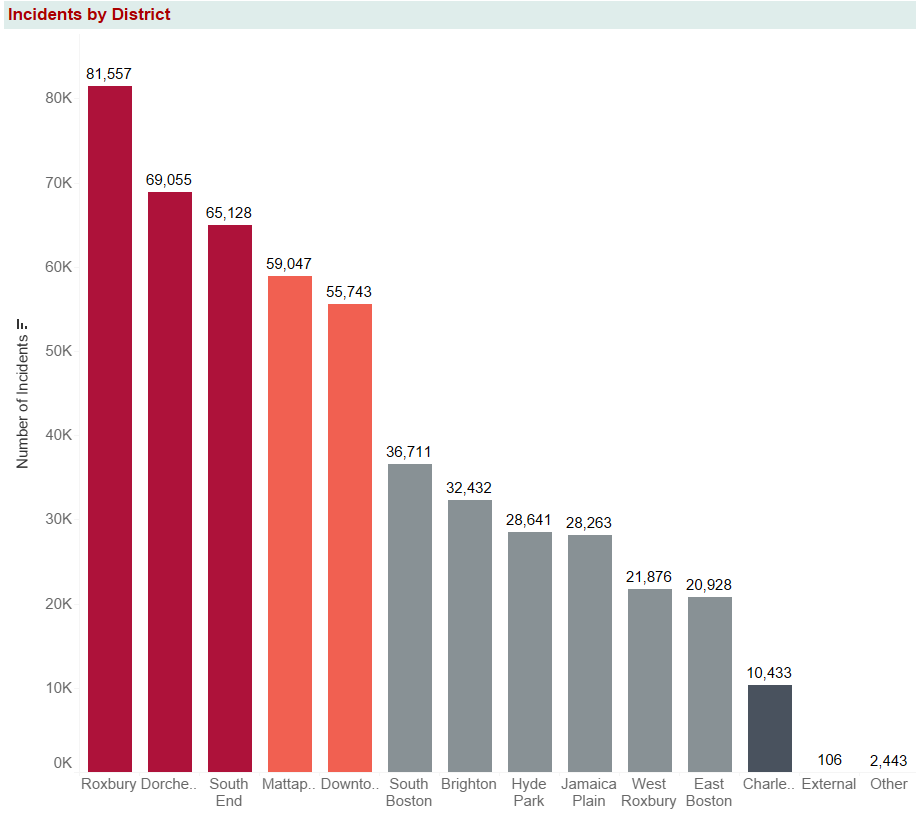 Incidents by District
Number of Incidents
80K
70K
60K
50K
40K
30K
20K
10K
0K
81,557
69,055
65,128
59,047
55,743
36,711
32,432
28,641
28,263
21,876
20,928
10,433
106
2,443
Roxbury
Dorche..
South
End
Mattap..
Downto..
South
Boston
Brighton
Hyde
Park
Jamaica
Plain
West
Roxbury
East
Boston
Charle..
External
Other